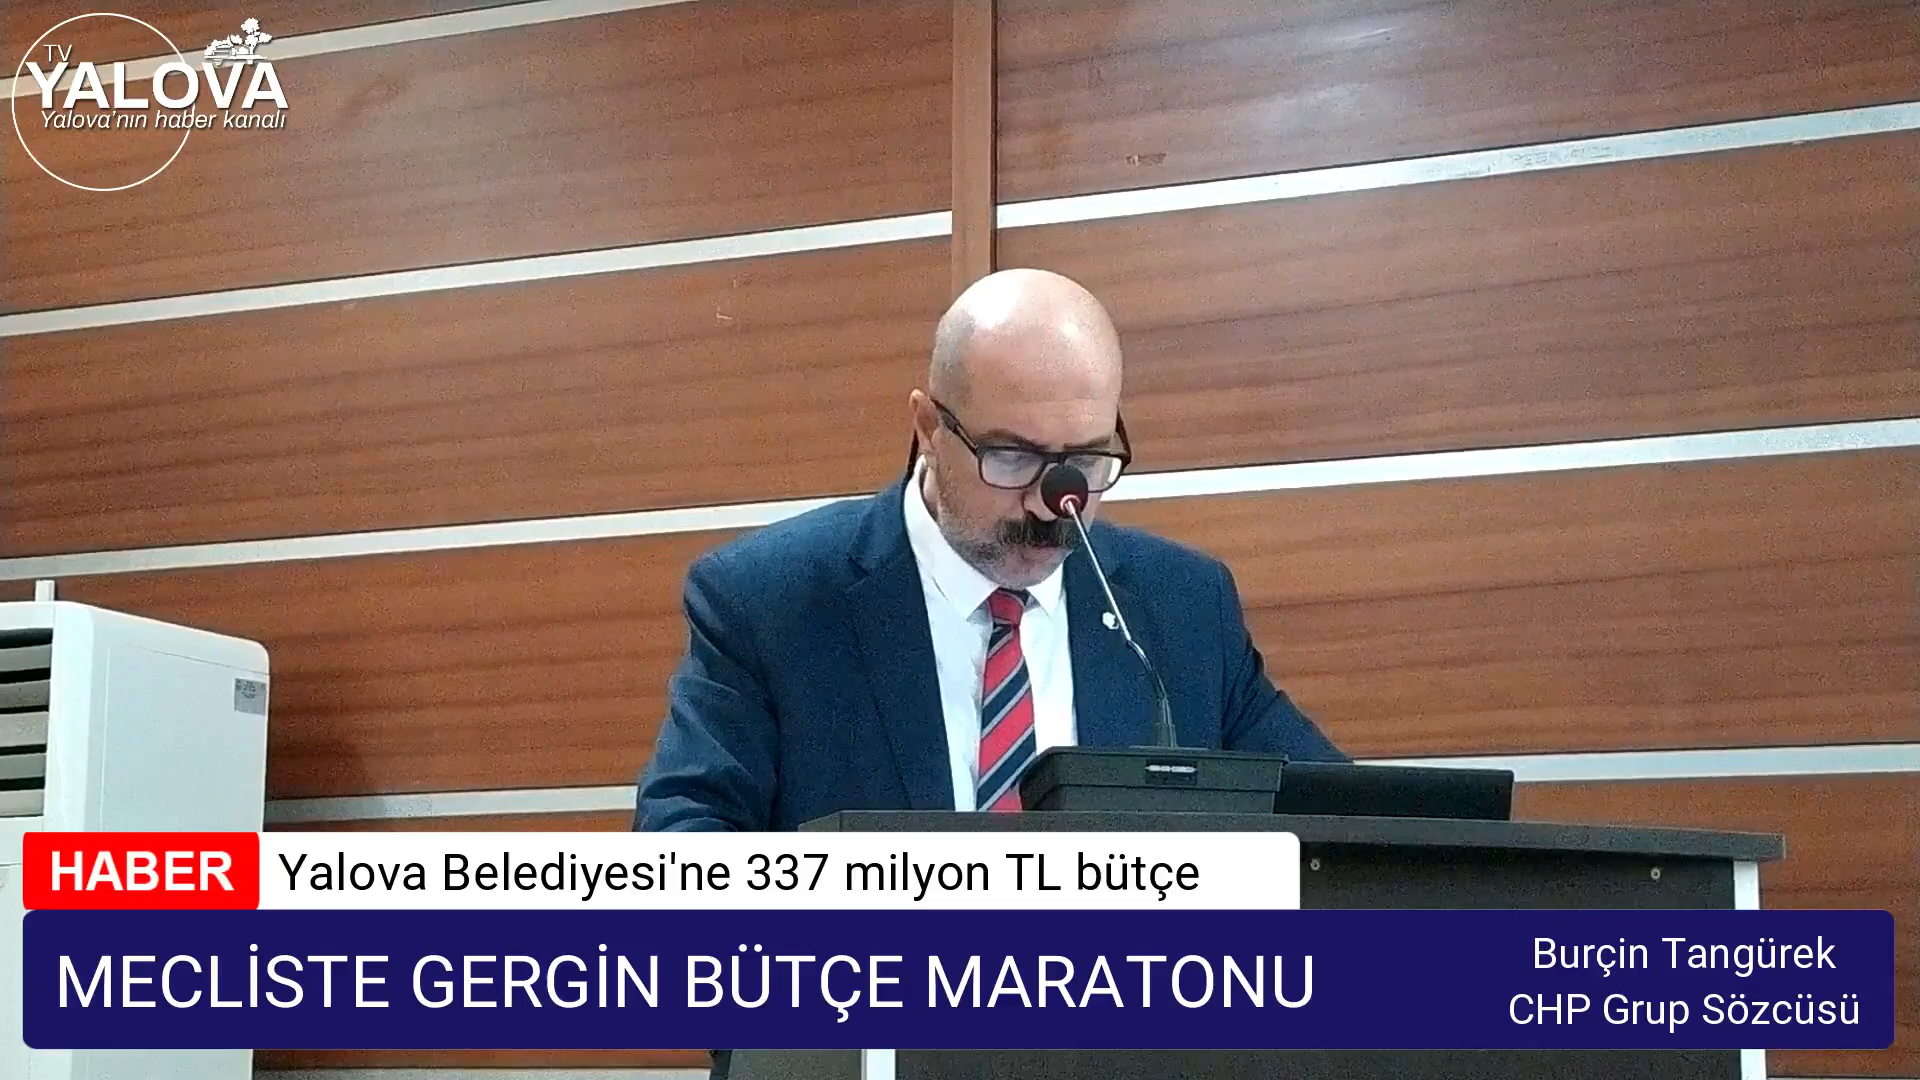 TV
YALOVA
Yalova'nın haber kanalı
HABER
Yalova Belediyesi'ne 337 milyon TL bütçe
MECLİSTE GERGİN BÜTÇE MARATONU
Burçin Tangürek
CHP Grup Sözcüsü